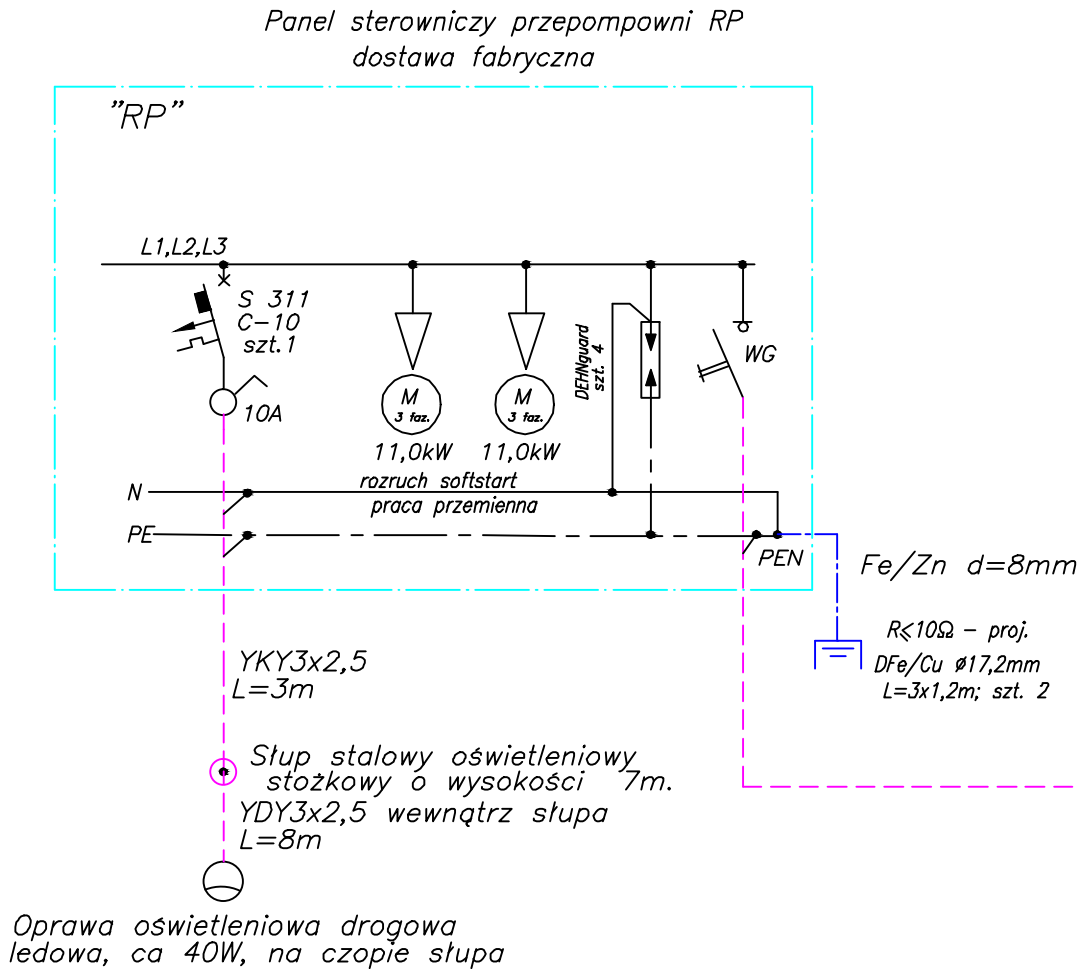 Panel sterowniczy przepompowni RP
dostawa fabryczna
"RP"
L1,L2,L3
S 311
C-10
szt.1
10A
M
3 faz.
11,0kW
M
3 faz.
11,0kW
DEHNguard
szt. 4
WG
rozruch softstart
praca przemienna
N
PE
PEN
Fe/Zn d=8mm
R≤10Ω - proj.
DFe/Cu ø17,2mm
L=3x1,2m; szt. 2
YKY3x2,5
L=3m
Słup stalowy oświetleniowy
stożkowy o wysokości 7m.
YDY3x2,5 wewnątrz słupa
L=8m
Oprawa oświetleniowa drogowa
ledowa, ca 40W, na czopie słupa